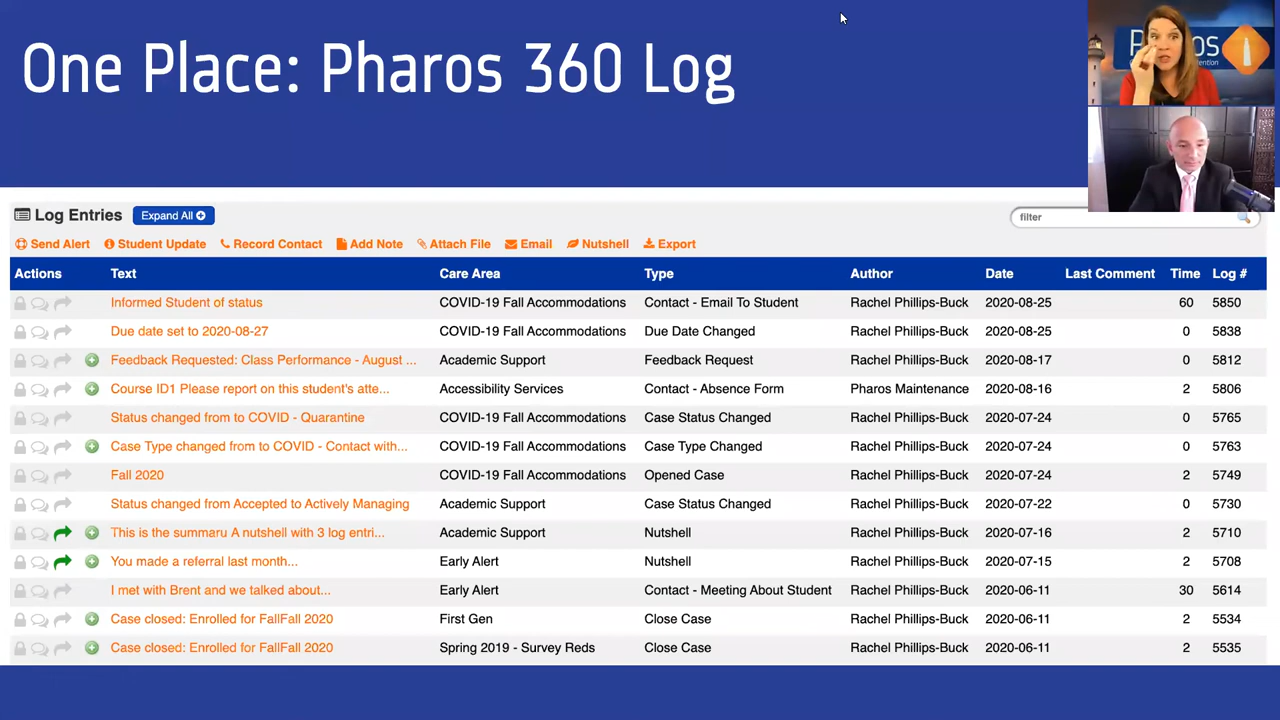 One Place: Pharos 360 Log
Log Entries Expand All
filter
Send Alert Student Update Record Contact Add Note Attach File Email Nutshell Export
Actions Text Care Area Type Author Date Last Comment Time Log #
Informed Student of status COVID-19 Fall Accommodations Contact - Email To Student Rachel Phillips-Buck 2020-08-25 60 5850
Due date set to 2020-08-27 COVID-19 Fall Accommodations Due Date Changed Rachel Phillips-Buck 2020-08-25 0 5838
Feedback Requested: Class Performance - August ... Academic Support Feedback Request Rachel Phillips-Buck 2020-08-17 0 5812
Course ID1 Please report on this student's atte... Accessibility Services Contact - Absence Form Pharos Maintenance 2020-08-16 2 5806
Status changed from to COVID - Quarantine COVID-19 Fall Accommodations Case Status Changed Rachel Phillips-Buck 2020-07-24 0 5765
Case Type changed from to COVID - Contact with... COVID-19 Fall Accommodations Case Type Changed Rachel Phillips-Buck 2020-07-24 0 5763
Fall 2020 COVID-19 Fall Accommodations Opened Case Rachel Phillips-Buck 2020-07-24 2 5749
Status changed from Accepted to Actively Managing Academic Support Case Status Changed Rachel Phillips-Buck 2020-07-22 0 5730
This is the summaru A nutshell with 3 log entri... Academic Support Nutshell Rachel Phillips-Buck 2020-07-16 2 5710
You made a referral last month... Early Alert Nutshell Rachel Phillips-Buck 2020-07-15 2 5708
I met with Brent and we talked about... Early Alert Contact - Meeting About Student Rachel Phillips-Buck 2020-06-11 30 5614
Case closed: Enrolled for FallFall 2020 First Gen Close Case Rachel Phillips-Buck 2020-06-11 2 5534
Case closed: Enrolled for FallFall 2020 Spring 2019 - Survey Reds Close Case Rachel Phillips-Buck 2020-06-11 2 5535